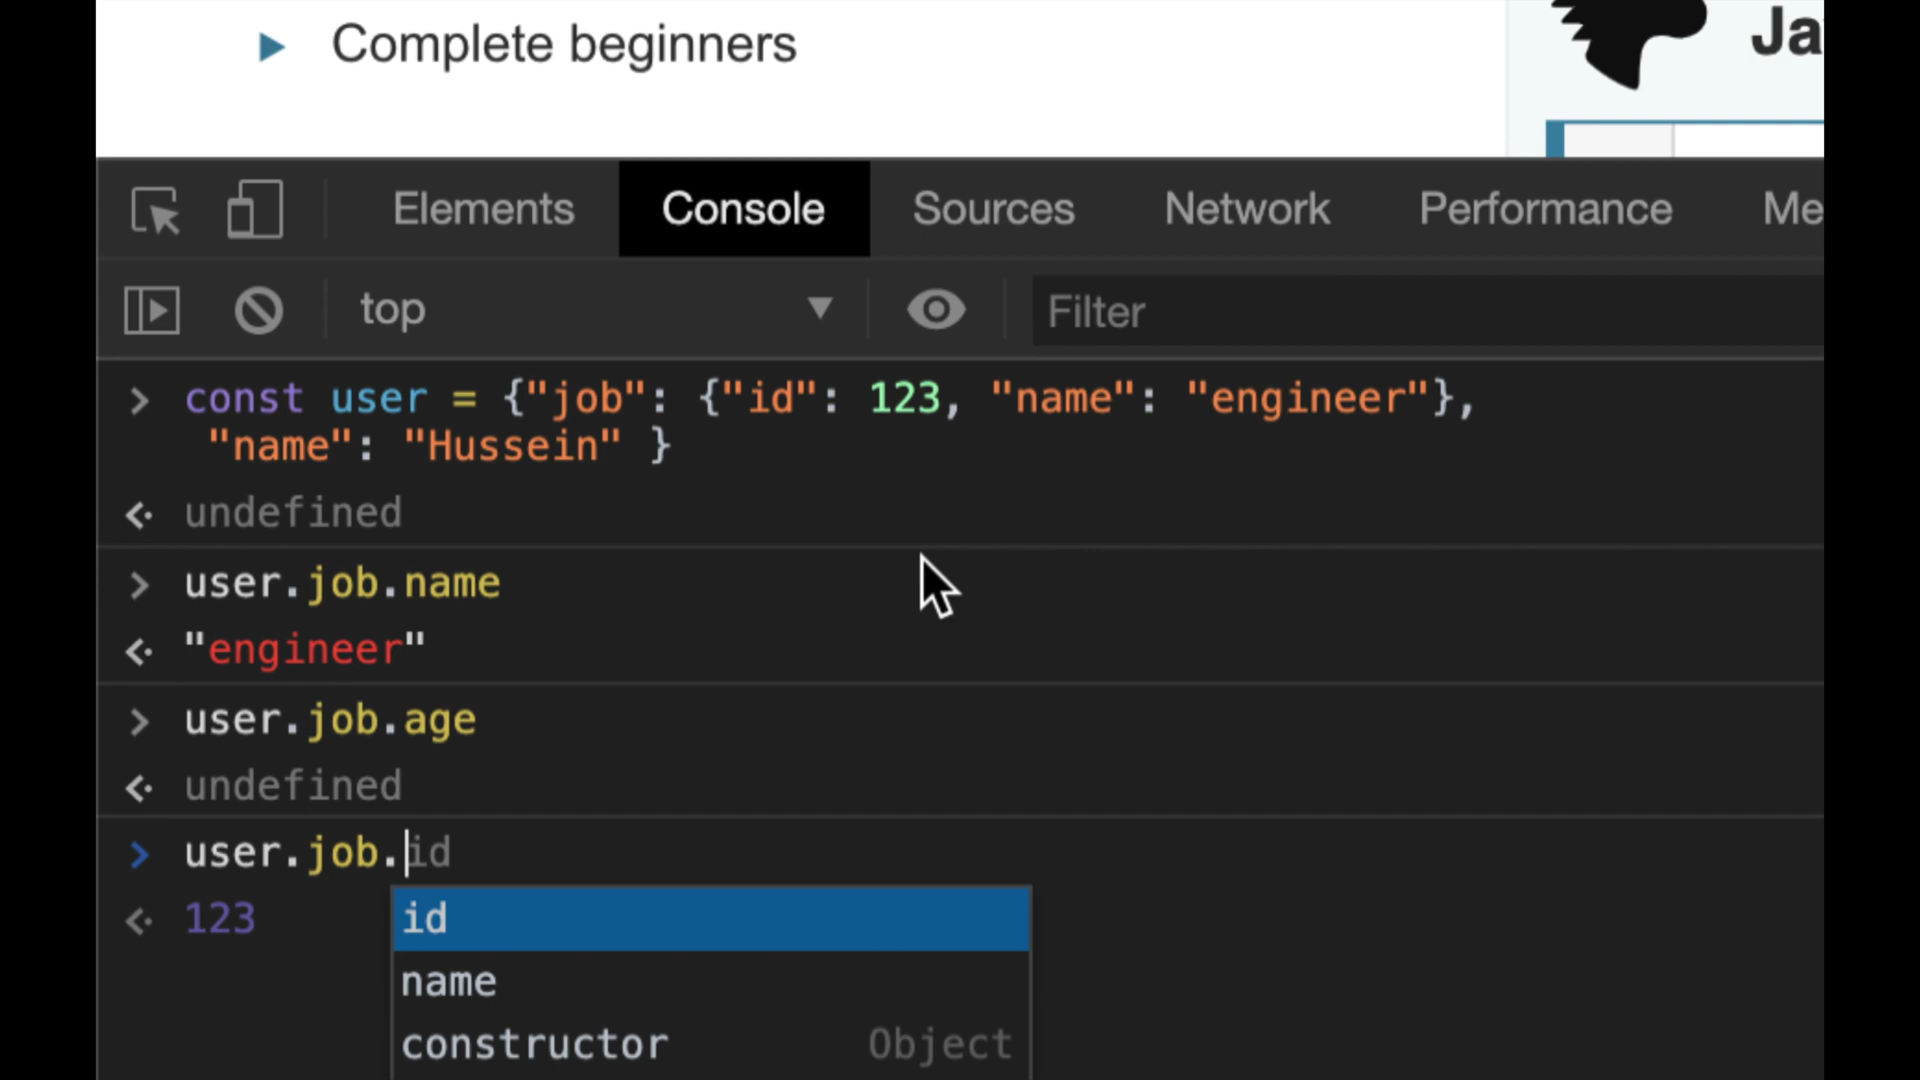 Complete beginners
Elements Console Sources Network Performance Me
top Filter
> const user = {"job": {"id": 123, "name": "engineer"},
"name": "Hussein" }
undefined
> user.job.name
"engineer"
> user.job.age
undefined
> user.job.id
123
id
name
constructor Object